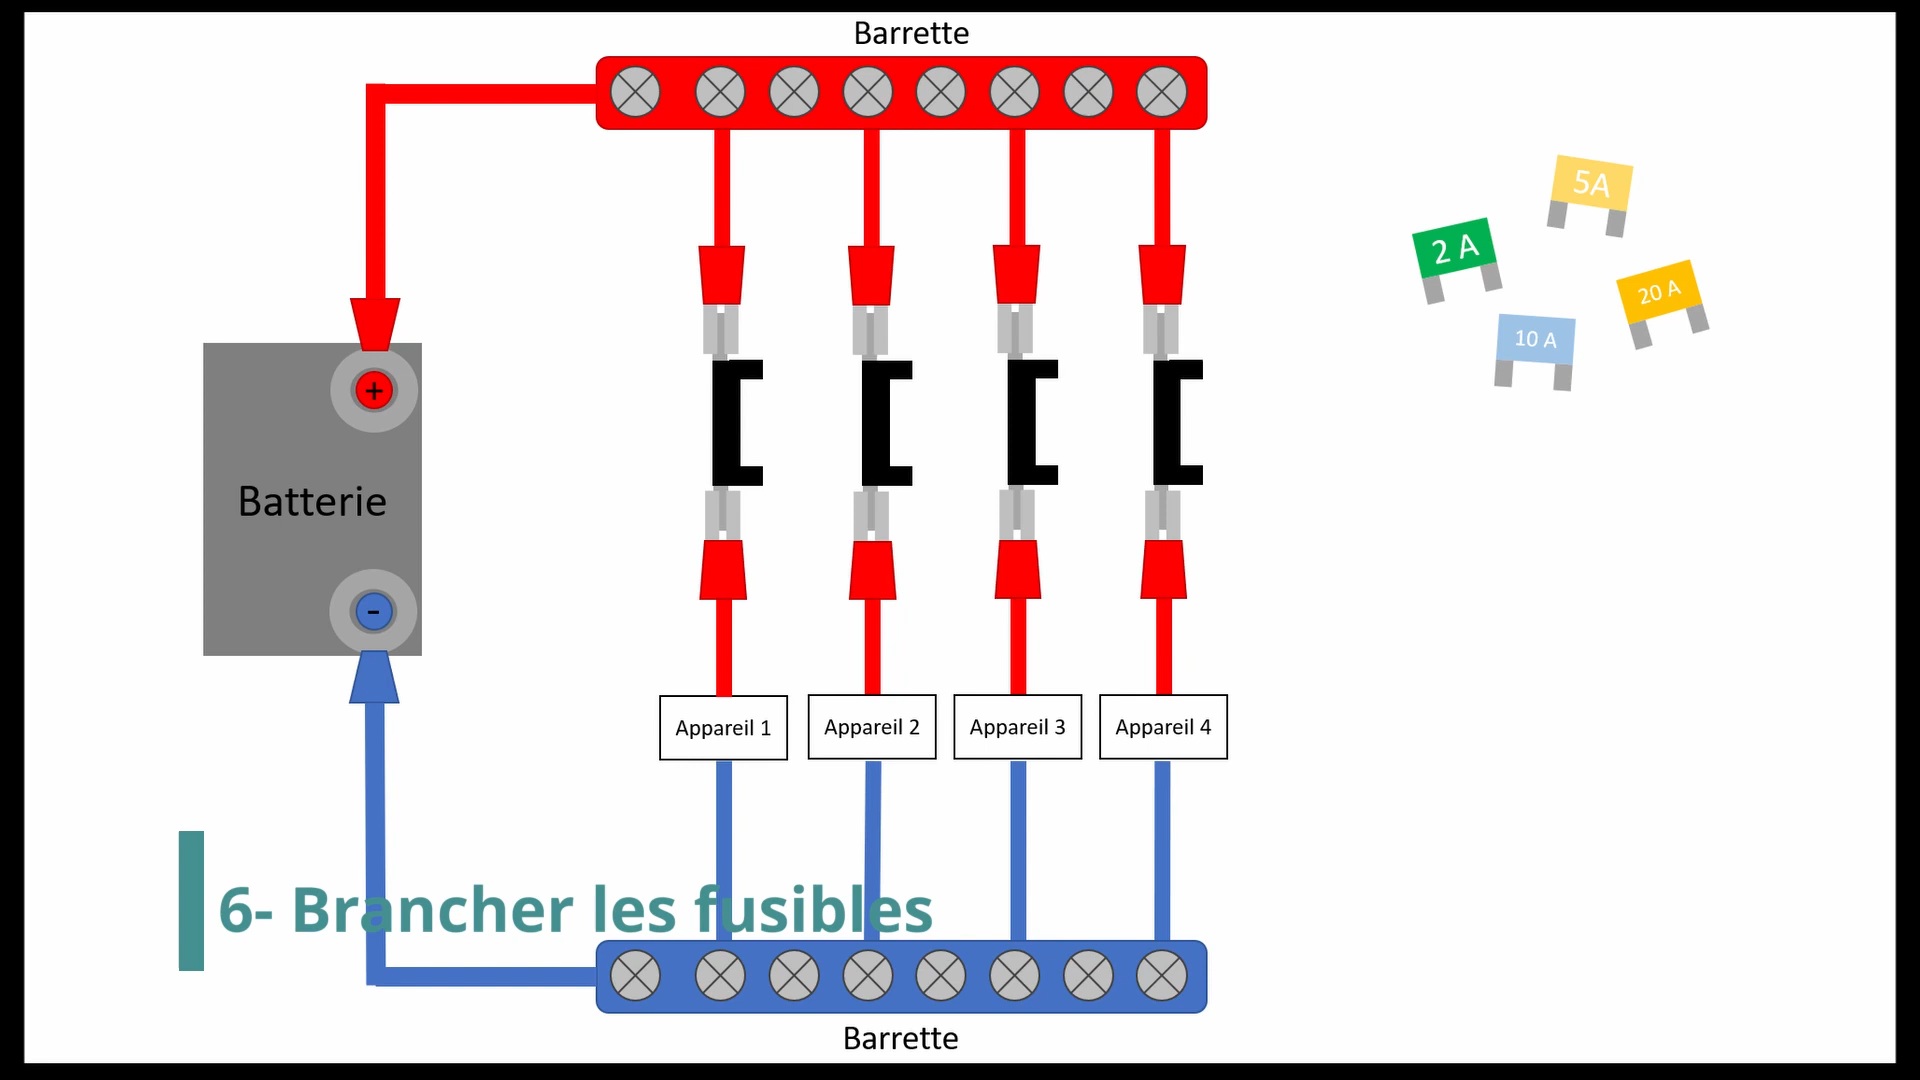 Barrette
5A
2 A
20 A
10 A
+
Batterie
-
Appareil 1
Appareil 2
Appareil 3
Appareil 4
6- Brancher les fusibles
Barrette